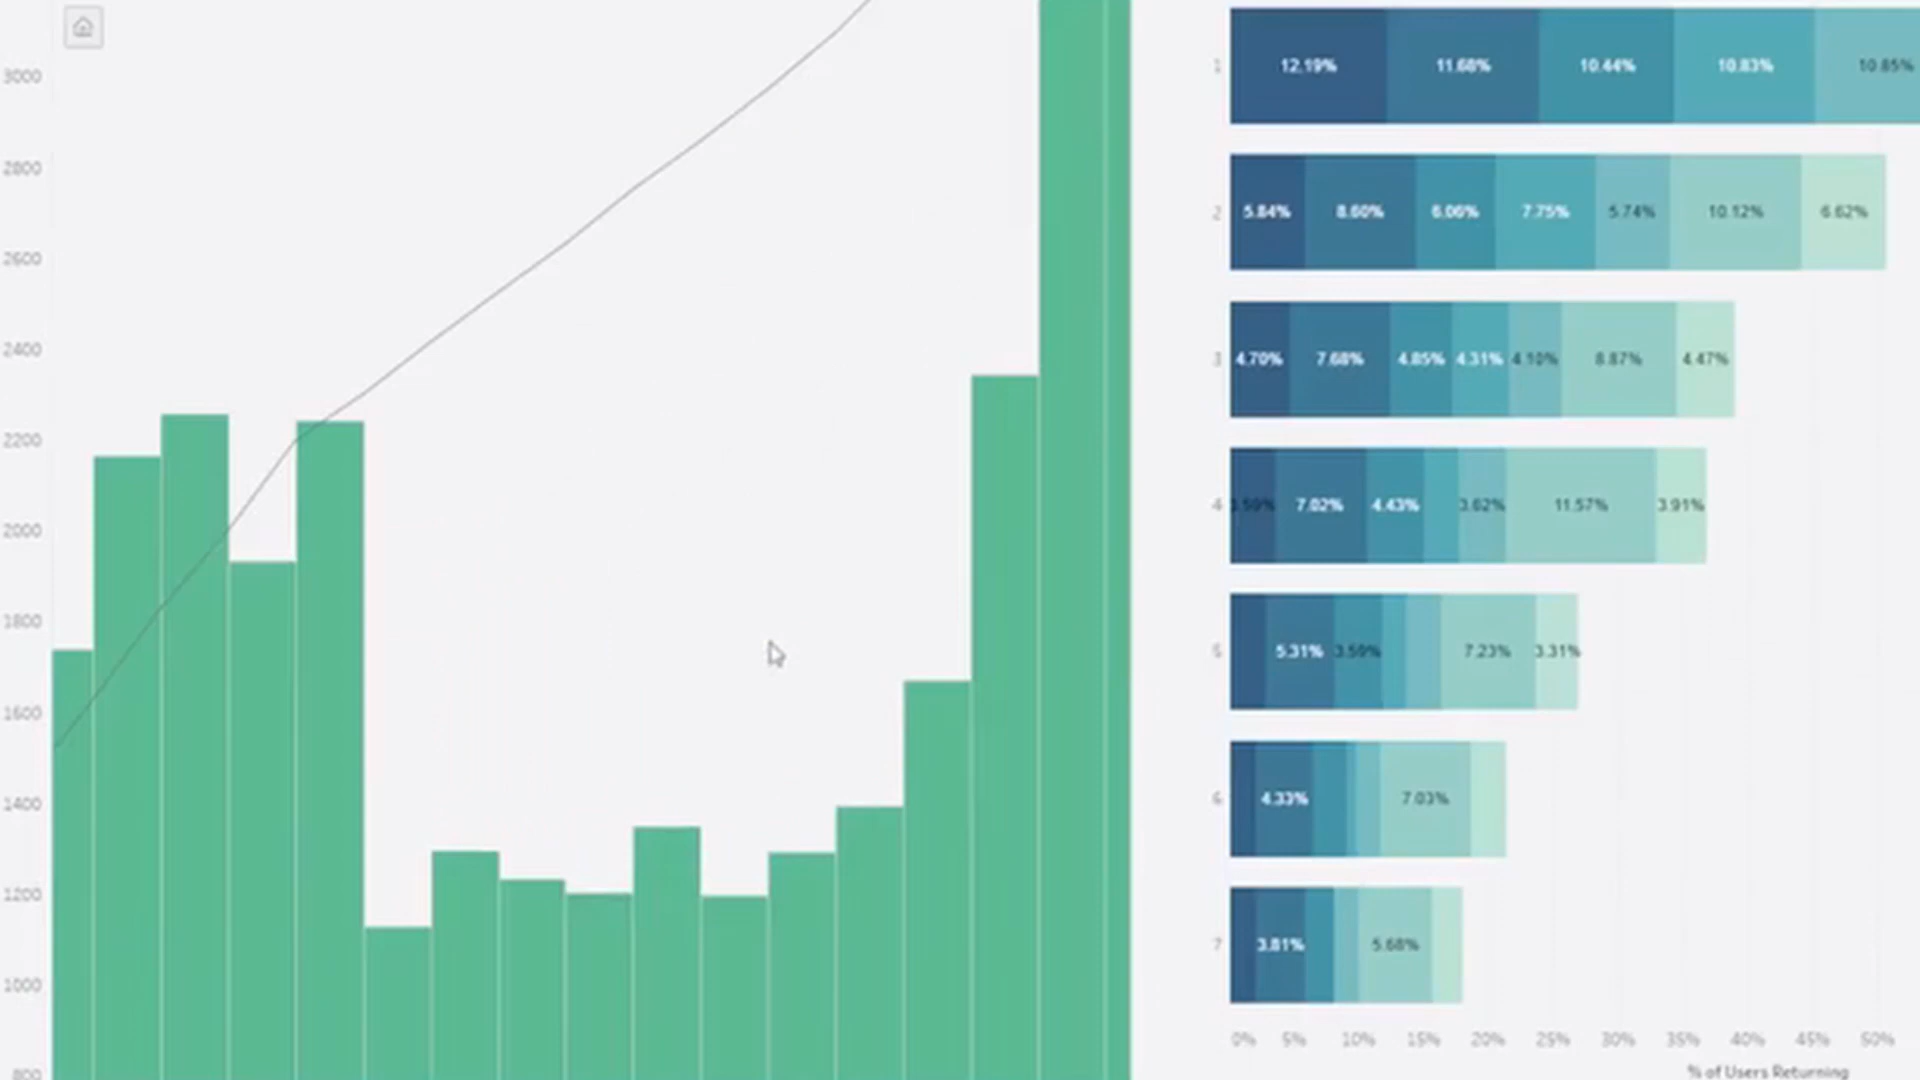 3000
2800
2600
2400
2200
2000
1800
1600
1400
1200
1000
800
1 12.19% 11.68% 10.44% 10.83% 10.85%
2 5.84% 8.60% 6.06% 7.75% 5.74% 10.12% 6.62%
3 4.70% 7.68% 4.85% 4.31% 4.10% 8.87% 4.47%
4 3.59% 7.02% 4.43% 3.62% 11.57% 3.91%
5 5.31% 3.59% 7.23% 3.31%
6 4.33% 7.03%
7 3.81% 5.68%
0% 5% 10% 15% 20% 25% 30% 35% 40% 45% 50%
% of Users Returning